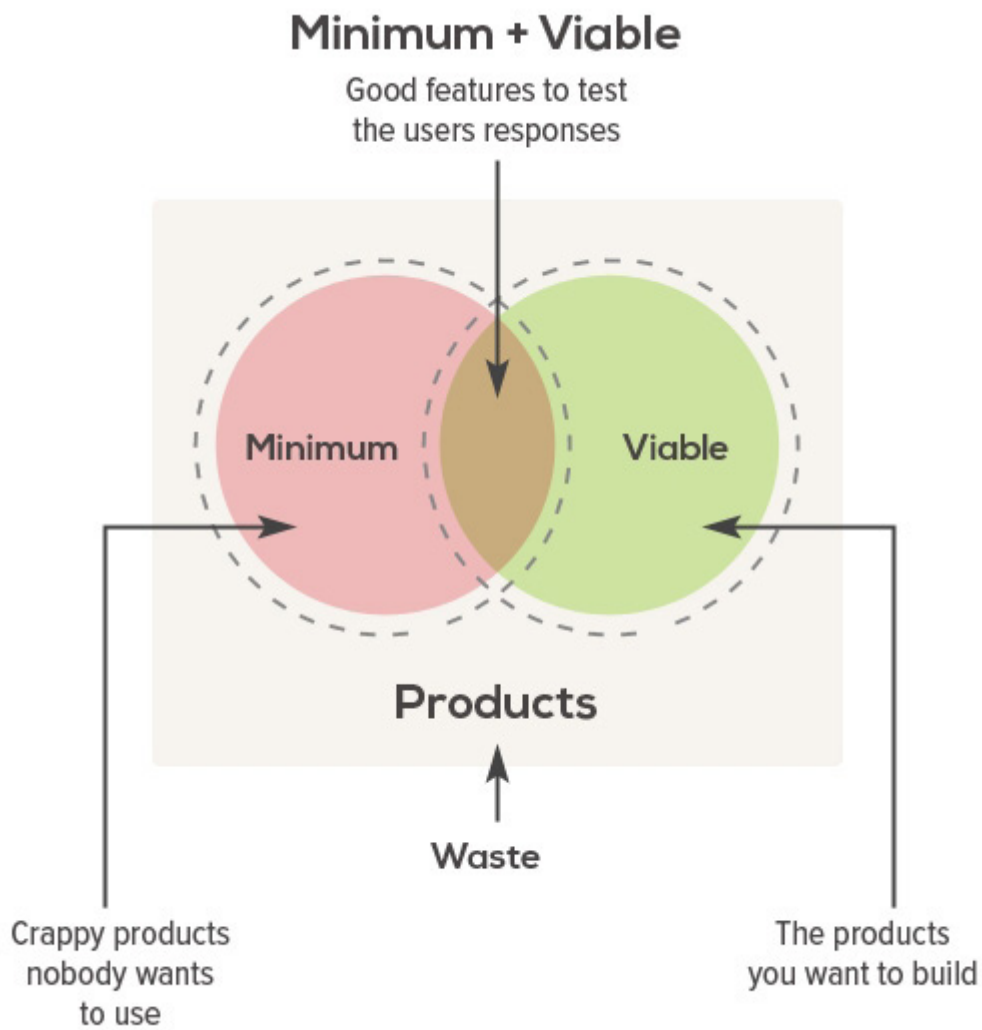 Minimum + Viable
Good features to test
the users responses
Minimum
Viable
Products
Waste
Crappy products
nobody wants
to use
The products
you want to build